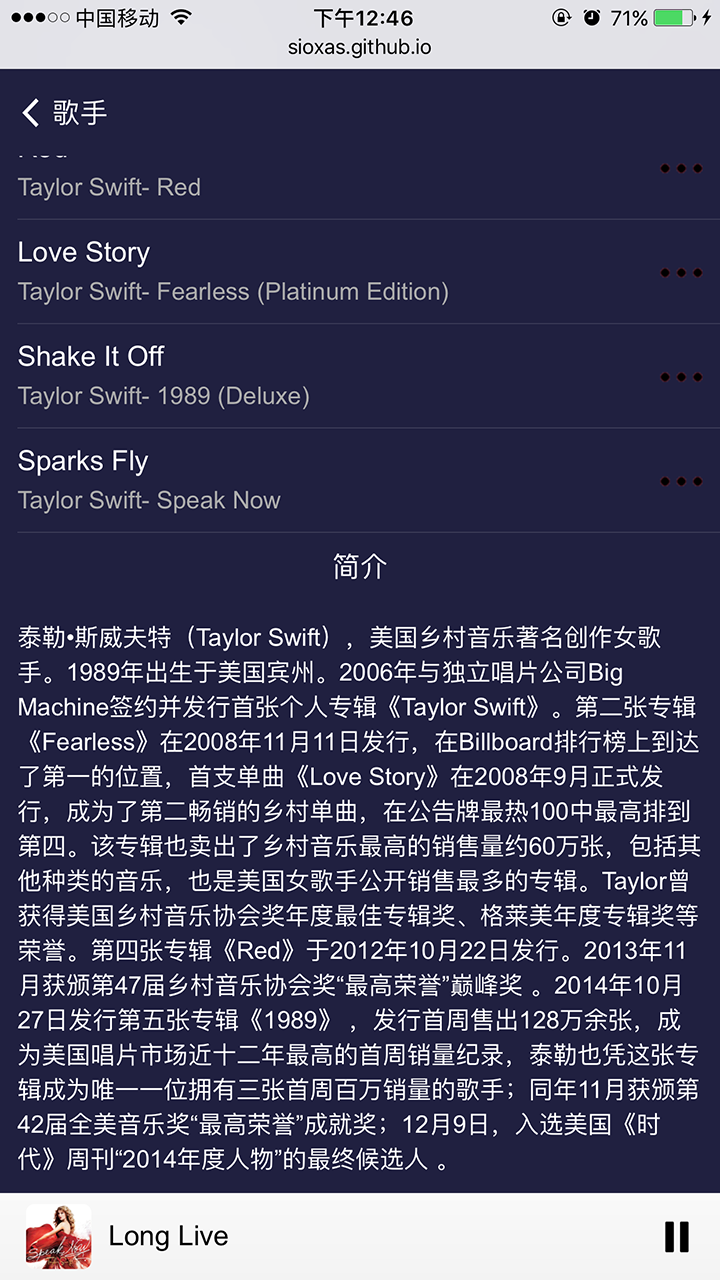 中国移动 下午12:46 71%
sioxas.github.io
歌手
Taylor Swift- Red
Love Story
Taylor Swift- Fearless (Platinum Edition)
Shake It Off
Taylor Swift- 1989 (Deluxe)
Sparks Fly
Taylor Swift- Speak Now
简介
泰勒•斯威夫特（Taylor Swift），美国乡村音乐著名创作女歌
手。1989年出生于美国宾州。2006年与独立唱片公司Big
Machine签约并发行首张个人专辑《Taylor Swift》。第二张专辑
《Fearless》在2008年11月11日发行，在Billboard排行榜上到达
了第一的位置，首支单曲《Love Story》在2008年9月正式发
行，成为了第二畅销的乡村单曲，在公告牌最热100中最高排到
第四。该专辑也卖出了乡村音乐最高的销售量约60万张，包括其
他种类的音乐，也是美国女歌手公开销售最多的专辑。Taylor曾
获得美国乡村音乐协会奖年度最佳专辑奖、格莱美年度专辑奖等
荣誉。第四张专辑《Red》于2012年10月22日发行。2013年11
月获颁第47届乡村音乐协会奖“最高荣誉”巅峰奖 。2014年10月
27日发行第五张专辑《1989》 ，发行首周售出128万余张，成
为美国唱片市场近十二年最高的首周销量纪录，泰勒也凭这张专
辑成为唯一一位拥有三张首周百万销量的歌手；同年11月获颁第
42届全美音乐奖“最高荣誉”成就奖；12月9日，入选美国《时
代》周刊“2014年度人物”的最终候选人 。
Speak Now
Long Live